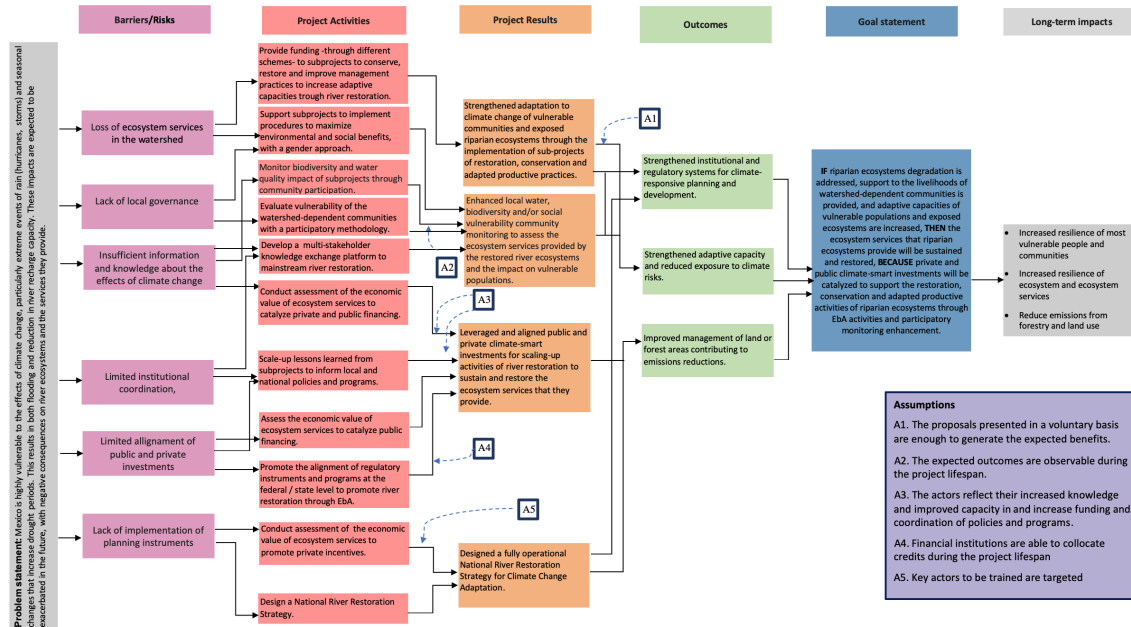 Barriers/Risks
Project Activities
Project Results
Outcomes
Goal statement
Long-term impacts
Problem statement: Mexico is highly vulnerable to the effects of climate change, particularly extreme events of rain (hurricanes, storms) and seasonal
changes that increase drought periods. This results in both flooding and reduction in river recharge capacity. These impacts are expected to be
exacerbated in the future, with negative consequences on river ecosystems and the services they provide.
Loss of ecosystem services
in the watershed
Lack of local governance
Insufficient information
and knowledge about the
effects of climate change
Limited institutional
coordination,
Limited allignament of
public and private
investments
Lack of implementation of
planning instruments
Provide funding -through different
schemes- to subprojects to conserve,
restore and improve management
practices to increase adaptive
capacities trough river restoration.
Support subprojects to implement
procedures to maximize
environmental and social benefits,
with a gender approach.
Monitor biodiversity and water
quality impact of subprojects through
community participation.
Evaluate vulnerability of the
watershed-dependent communities
with a participatory methodology.
Develop a multi-stakeholder
knowledge exchange platform to
mainstream river restoration.
Conduct assessment of the economic
value of ecosystem services to
catalyze private and public financing.
Scale-up lessons learned from
subprojects to inform local and
national policies and programs.
Assess the economic value of
ecosystem services to catalyze public
financing.
Promote the alignment of regulatory
instruments and programs at the
federal / state level to promote river
restoration through EbA.
Conduct assessment of the economic
value of ecosystem services to
promote private incentives.
Design a National River Restoration
Strategy.
Strengthened adaptation to
climate change of vulnerable
communities and exposed
riparian ecosystems through the
implementation of sub-projects
of restoration, conservation and
adapted productive practices.
Enhanced local water,
biodiversity and/or social
vulnerability community
monitoring to assess the
ecosystem services provided by
the restored river ecosystems
and the impact on vulnerable
populations.
Leveraged and aligned public and
private climate-smart
investments for scaling-up
activities of river restoration to
sustain and restore the
ecosystem services that they
provide.
Designed a fully operational
National River Restoration
Strategy for Climate Change
Adaptation.
A1
A2
A3
A4
A5
Strengthened institutional and
regulatory systems for climate-
responsive planning and
development.
Strengthened adaptive capacity
and reduced exposure to climate
risks.
Improved management of land or
forest areas contributing to
emissions reductions.
IF riparian ecosystems degradation is
addressed, support to the livelihoods of
watershed-dependent communities is
provided, and adaptive capacities of
vulnerable populations and exposed
ecosystems are increased, THEN the
ecosystem services that riparian
ecosystems provide will be sustained
and restored, BECAUSE private and
public climate-smart investments will be
catalyzed to support the restoration,
conservation and adapted productive
activities of riparian ecosystems through
EbA activities and participatory
monitoring enhancement.
• Increased resilience of most
vulnerable people and
communities
• Increased resilience of
ecosystem and ecosystem
services
• Reduce emissions from
forestry and land use
Assumptions
A1. The proposals presented in a voluntary basis
are enough to generate the expected benefits.
A2. The expected outcomes are observable during
the project lifespan.
A3. The actors reflect their increased knowledge
and improved capacity in and increase funding and
coordination of policies and programs.
A4. Financial institutions are able to collocate
credits during the project lifespan
A5. Key actors to be trained are targeted